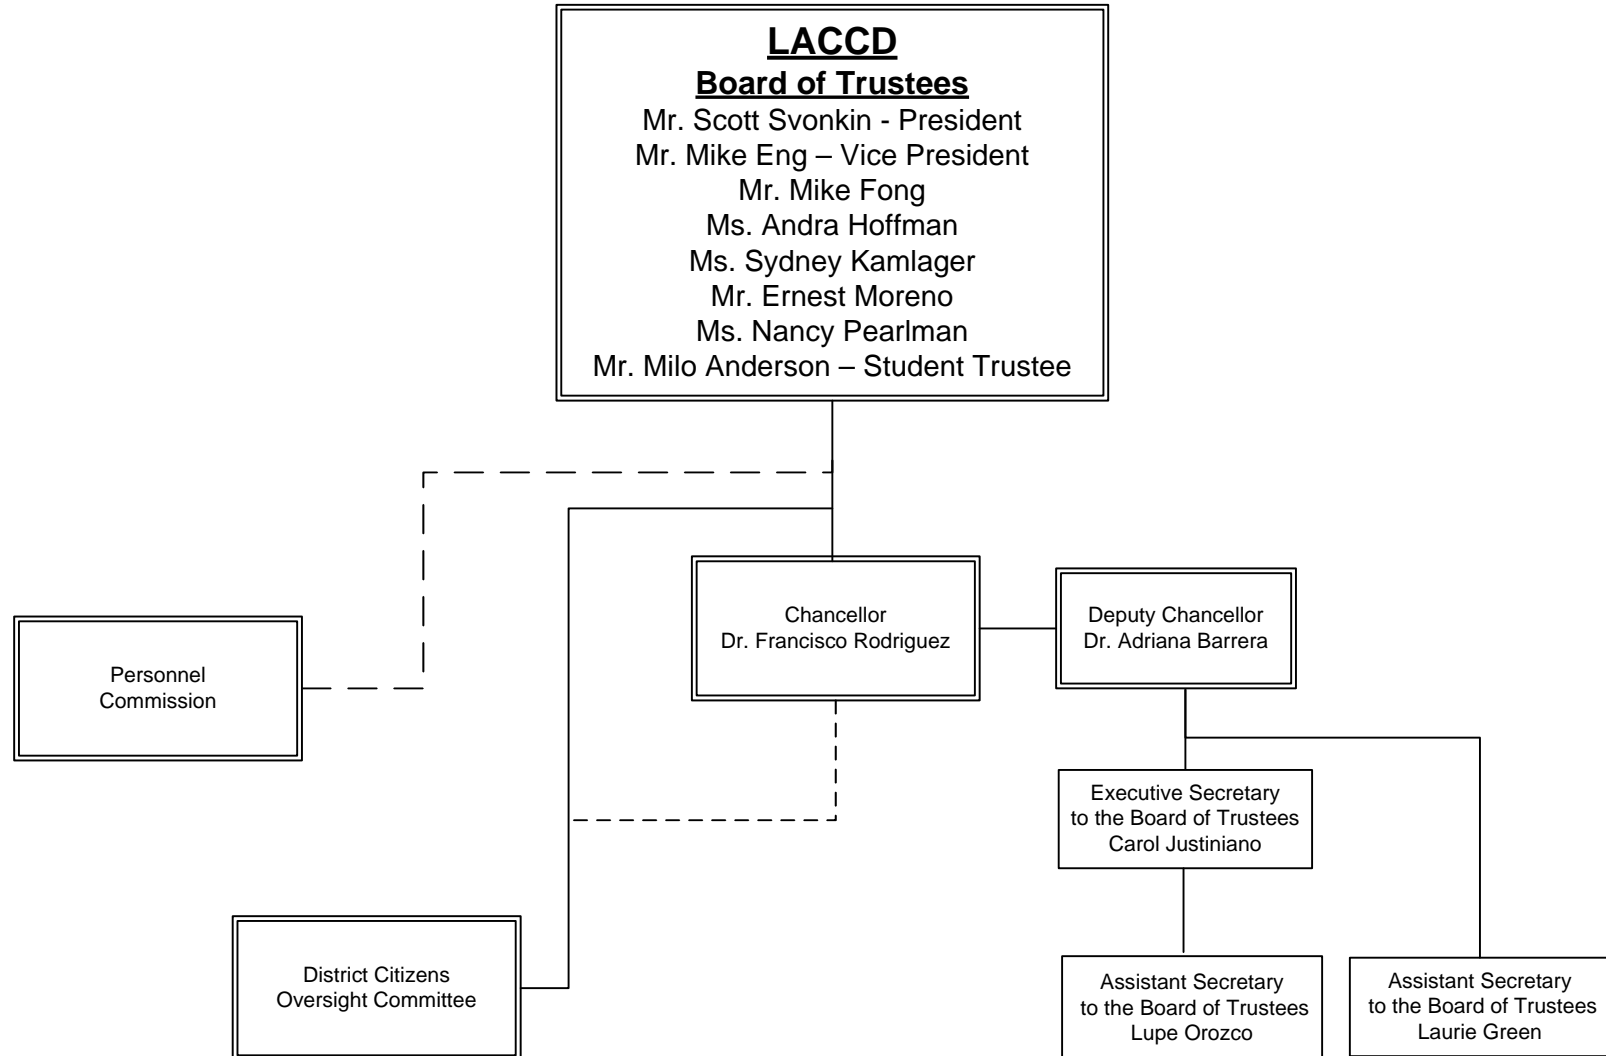 LACCD
Board of Trustees
Mr. Scott Svonkin - President
Mr. Mike Eng – Vice President
Mr. Mike Fong
Ms. Andra Hoffman
Ms. Sydney Kamlager
Mr. Ernest Moreno
Ms. Nancy Pearlman
Mr. Milo Anderson – Student Trustee
Chancellor
Dr. Francisco Rodriguez
Deputy Chancellor
Dr. Adriana Barrera
Personnel
Commission
Executive Secretary
to the Board of Trustees
Carol Justiniano
District Citizens
Oversight Committee
Assistant Secretary
to the Board of Trustees
Lupe Orozco
Assistant Secretary
to the Board of Trustees
Laurie Green